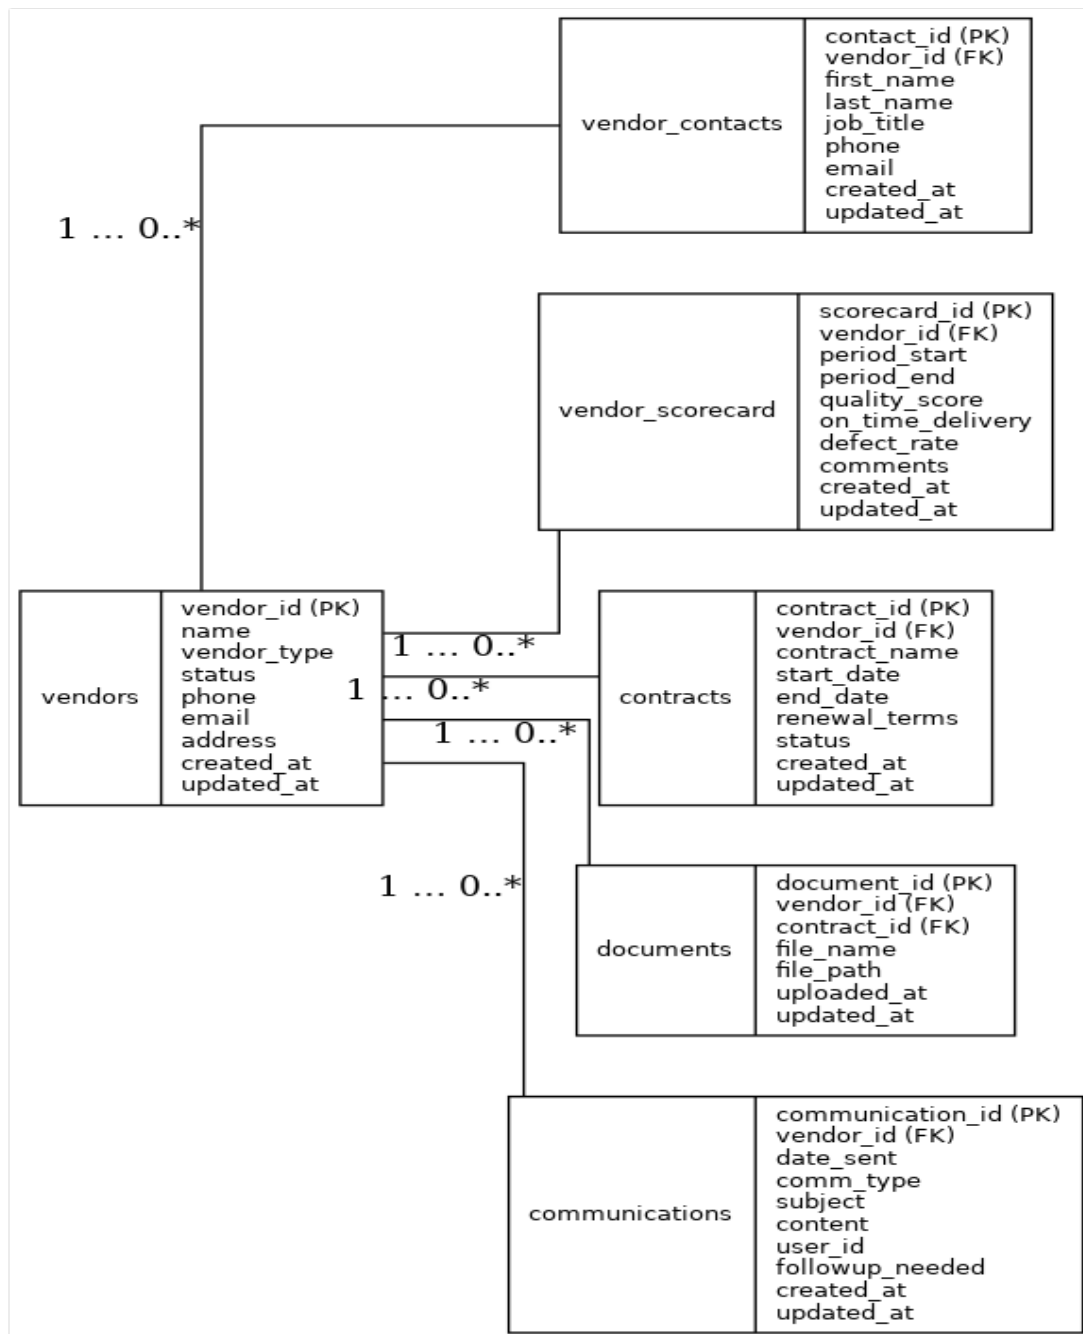 vendor_contacts
contact_id (PK)
vendor_id (FK)
first_name
last_name
job_title
phone
email
created_at
updated_at
1 ... 0..*
vendor_scorecard
scorecard_id (PK)
vendor_id (FK)
period_start
period_end
quality_score
on_time_delivery
defect_rate
comments
created_at
updated_at
vendors
vendor_id (PK)
name
vendor_type
status
phone
email
address
created_at
updated_at
1 ... 0..*
1 ... 0..*
1 ... 0..*
1 ... 0..*
contracts
contract_id (PK)
vendor_id (FK)
contract_name
start_date
end_date
renewal_terms
status
created_at
updated_at
documents
document_id (PK)
vendor_id (FK)
contract_id (FK)
file_name
file_path
uploaded_at
updated_at
communications
communication_id (PK)
vendor_id (FK)
date_sent
comm_type
subject
content
user_id
followup_needed
created_at
updated_at